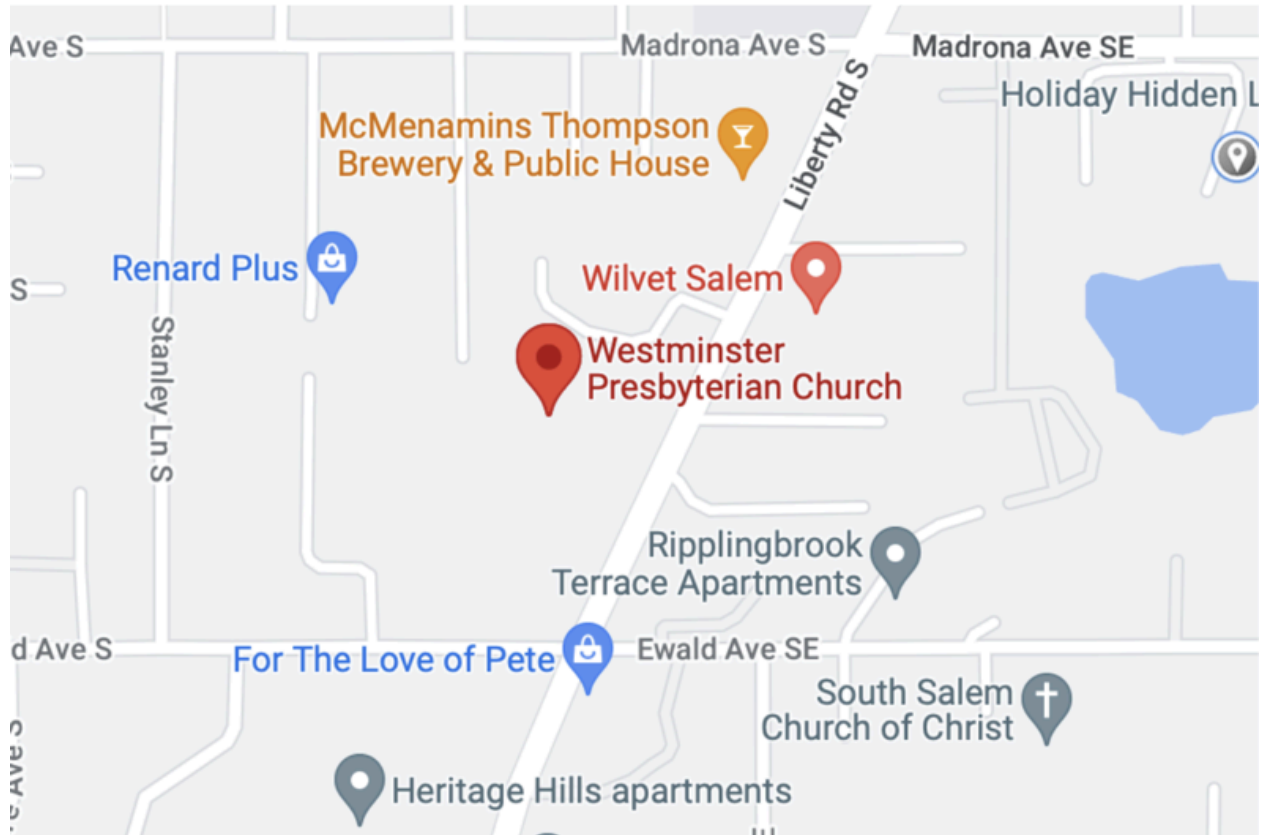 Ave S
Madrona Ave S
Madrona Ave SE
Holiday Hidden L
McMenamins Thompson
Brewery & Public House
Liberty Rd S
Renard Plus
Wilvet Salem
S
Stanley Ln S
Westminster
Presbyterian Church
Ripplingbrook
Terrace Apartments
d Ave S
For The Love of Pete
Ewald Ave SE
South Salem
Church of Christ
e Ave S
Heritage Hills apartments